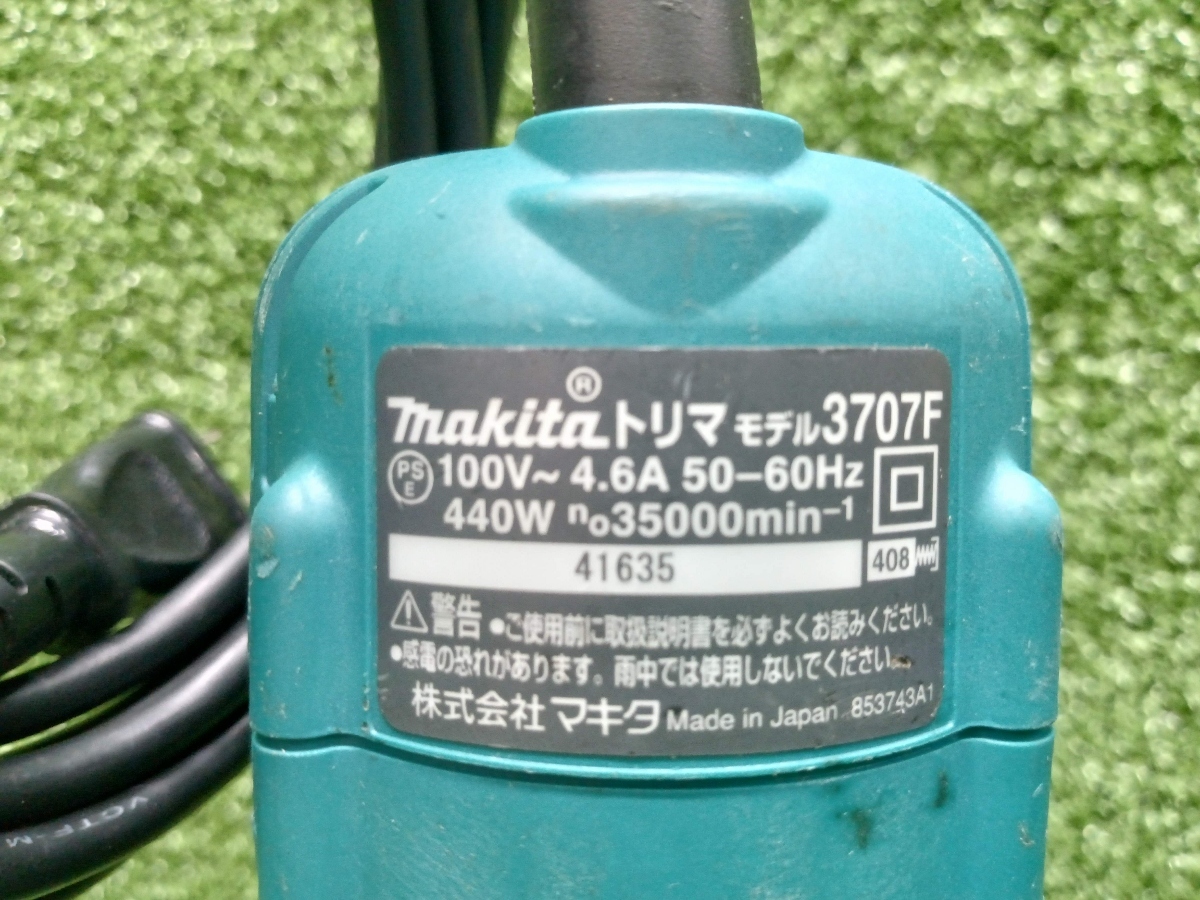 makita® トリマ モデル3707F
PSE 100V~ 4.6A 50-60Hz
440W n₀35000min⁻¹
41635 408
⚠警告 ●ご使用前に取扱説明書を必ずよくお読みください。
●感電の恐れがあります。雨中では使用しないでください。
株式会社マキタ Made in Japan 853743A1
VCTF-M